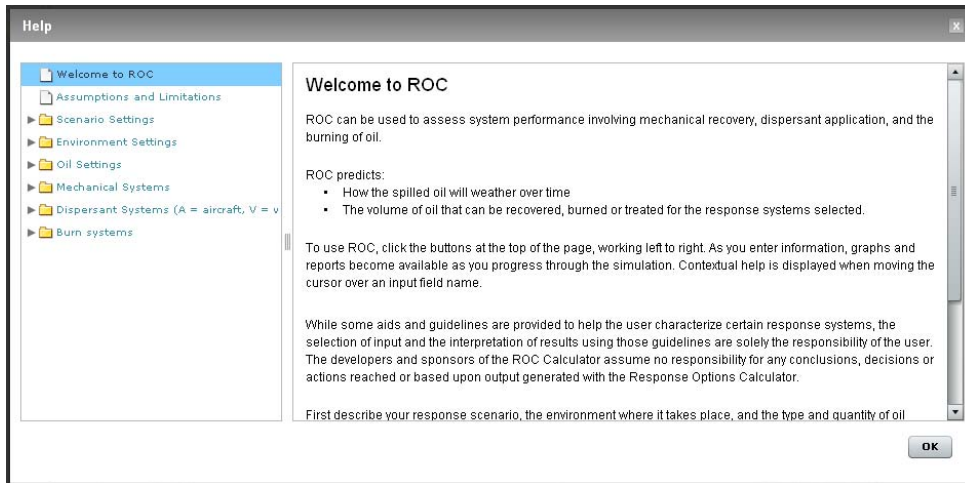 Help
x
Welcome to ROC
Assumptions and Limitations
Scenario Settings
Environment Settings
Oil Settings
Mechanical Systems
Dispersant Systems (A = aircraft, V = v
Burn systems
Welcome to ROC
ROC can be used to assess system performance involving mechanical recovery, dispersant application, and the
burning of oil.
ROC predicts:
• How the spilled oil will weather over time
• The volume of oil that can be recovered, burned or treated for the response systems selected.
To use ROC, click the buttons at the top of the page, working left to right. As you enter information, graphs and
reports become available as you progress through the simulation. Contextual help is displayed when moving the
cursor over an input field name.
While some aids and guidelines are provided to help the user characterize certain response systems, the
selection of input and the interpretation of results using those guidelines are solely the responsibility of the user.
The developers and sponsors of the ROC Calculator assume no responsibility for any conclusions, decisions or
actions reached or based upon output generated with the Response Options Calculator.
First describe your response scenario, the environment where it takes place, and the type and quantity of oil
OK